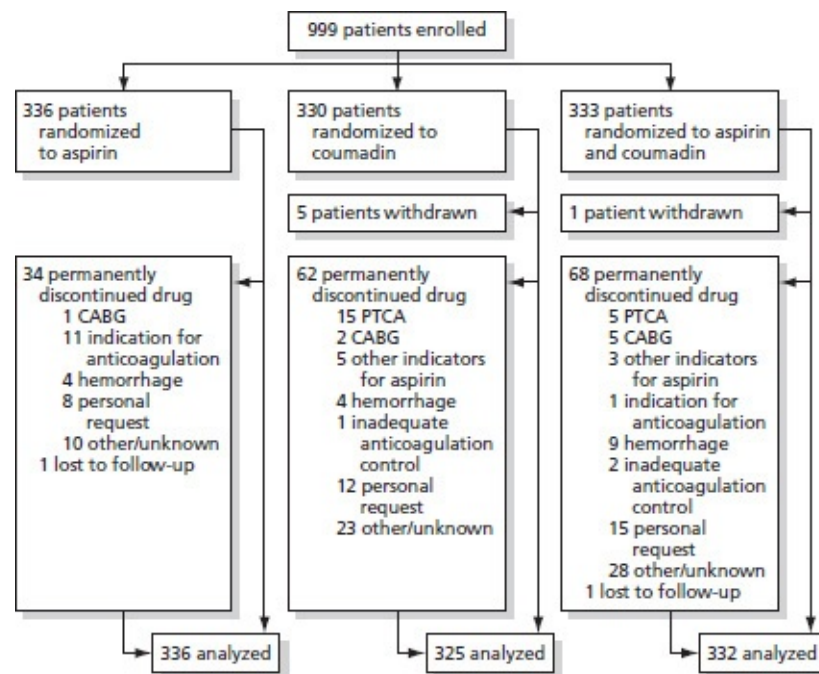 999 patients enrolled
336 patients
randomized
to aspirin
330 patients
randomized to
coumadin
333 patients
randomized to aspirin
and coumadin
5 patients withdrawn
1 patient withdrawn
34 permanently
discontinued drug
1 CABG
11 indication for
anticoagulation
4 hemorrhage
8 personal
request
10 other/unknown
1 lost to follow-up
62 permanently
discontinued drug
15 PTCA
2 CABG
5 other indicators
for aspirin
4 hemorrhage
1 inadequate
anticoagulation
control
12 personal
request
23 other/unknown
68 permanently
discontinued drug
5 PTCA
5 CABG
3 other indicators
for aspirin
1 indication for
anticoagulation
9 hemorrhage
2 inadequate
anticoagulation
control
15 personal
request
28 other/unknown
1 lost to follow-up
336 analyzed
325 analyzed
332 analyzed